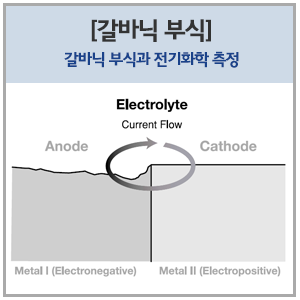 [갈바닉 부식]
갈바닉 부식과 전기화학 측정
Electrolyte
Current Flow
Anode Cathode
Metal I (Electronegative) Metal II (Electropositive)